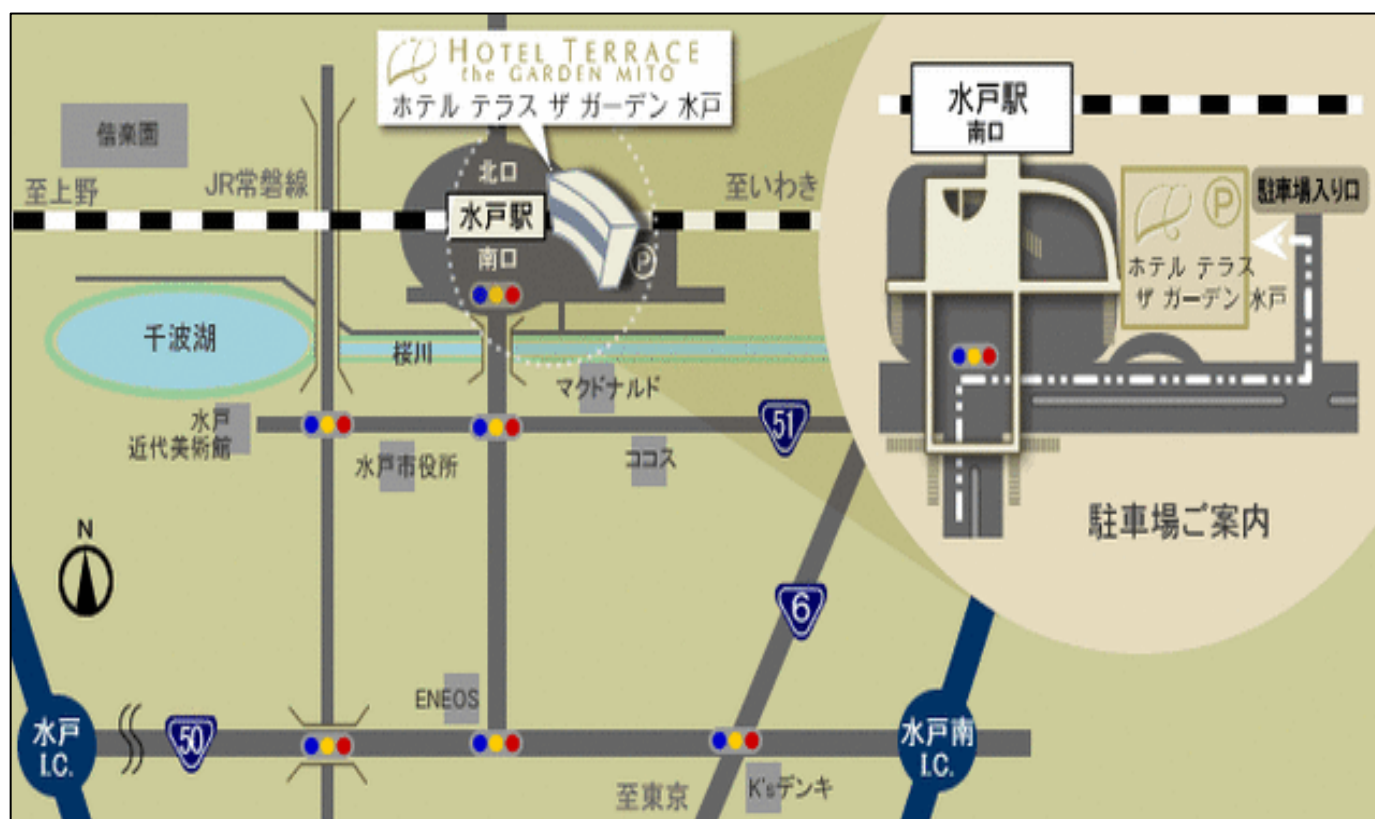 HOTEL TERRACE
the GARDEN MITO
ホテル テラス ザ ガーデン 水戸
偕楽園
至上野
JR常磐線
北口
水戸駅
南口
至いわき
P
千波湖
桜川
マクドナルド
水戸
近代美術館
水戸市役所
ココス
51
N
6
ENEOS
水戸
I.C.
50
水戸南
I.C.
至東京
K'sデンキ
水戸駅
南口
P
駐車場入り口
ホテル テラス
ザ ガーデン 水戸
駐車場ご案内